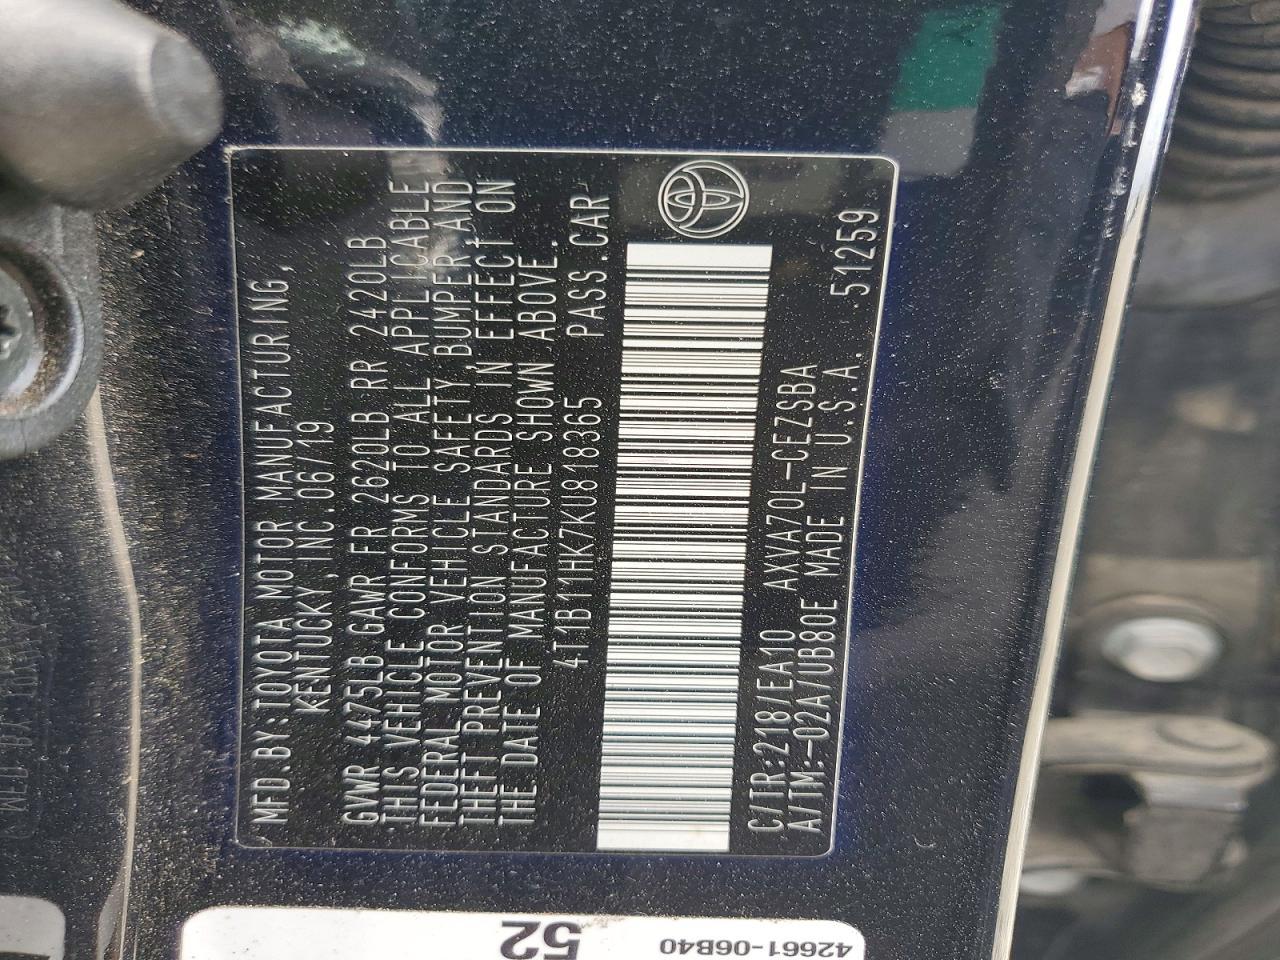 MFD.BY:TOYOTA MOTOR MANUFACTURING,
KENTUCKY,INC.06/19
GVWR 4475LB GAWR FR 2620LB RR 2420LB
THIS VEHICLE CONFORMS TO ALL APPLICABLE
FEDERAL MOTOR VEHICLE SAFETY,BUMPER,AND
THEFT PREVENTION STANDARDS IN EFFECT ON
THE DATE OF MANUFACTURE SHOWN ABOVE.
4T1B11HK7KU818365 PASS.CAR
C/TR:218/EA10 AXVA70L-CEZSBA
A/TM:-02A/UB80E MADE IN U.S.A. 51259
52
42661-06B40